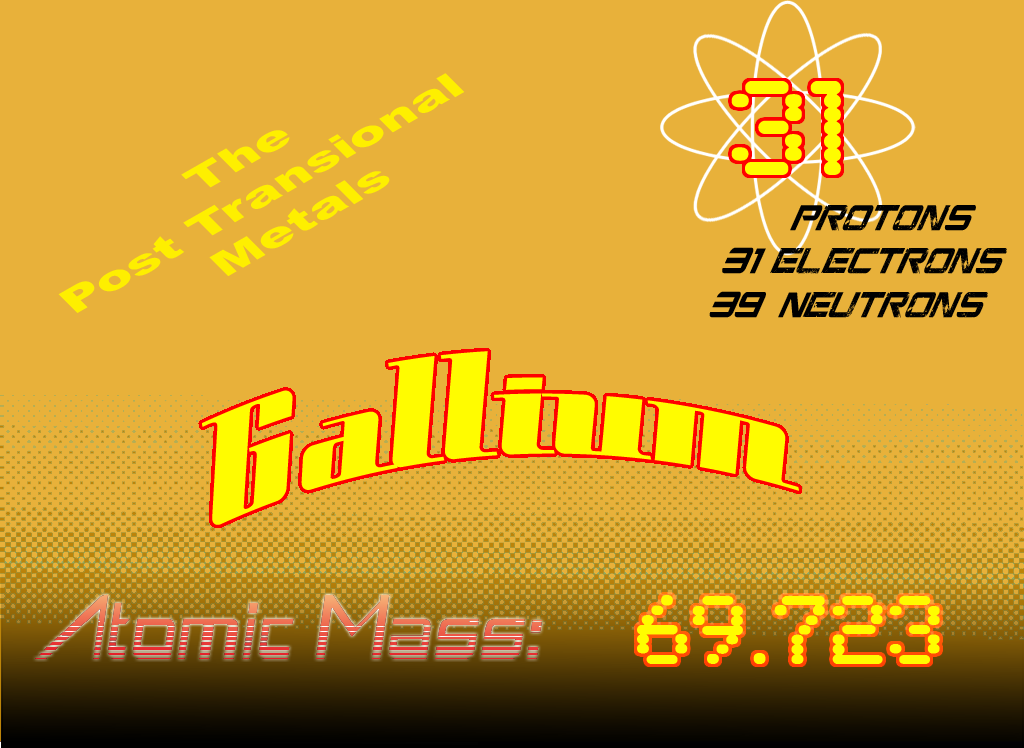 The
Post Transional
Metals
31
PROTONS
31 ELECTRONS
39 NEUTRONS
Gallium
Atomic Mass: 69.723